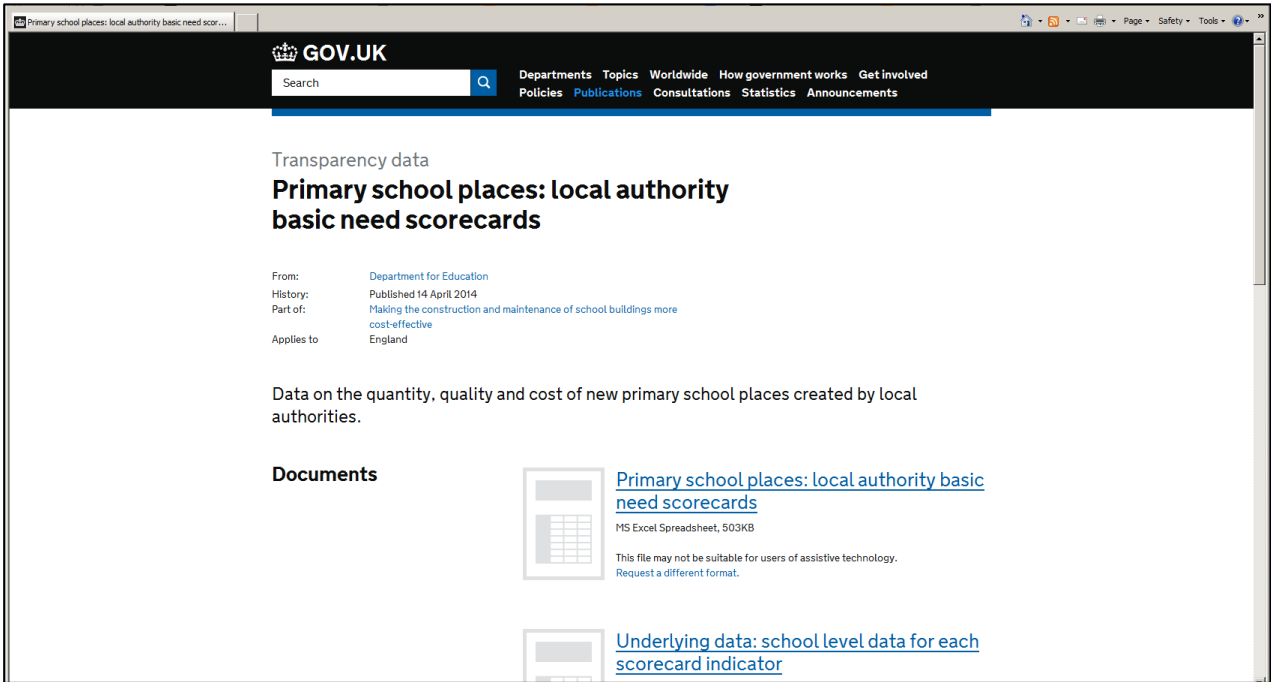 Primary school places: local authority basic need scor...
Page
Safety
Tools
GOV.UK
Search
Departments Topics Worldwide How government works Get involved
Policies Publications Consultations Statistics Announcements
Transparency data
Primary school places: local authority
basic need scorecards
From: Department for Education
History: Published 14 April 2014
Part of: Making the construction and maintenance of school buildings more
cost-effective
Applies to England
Data on the quantity, quality and cost of new primary school places created by local
authorities.
Documents
Primary school places: local authority basic
need scorecards
MS Excel Spreadsheet, 503KB
This file may not be suitable for users of assistive technology.
Request a different format.
Underlying data: school level data for each
scorecard indicator